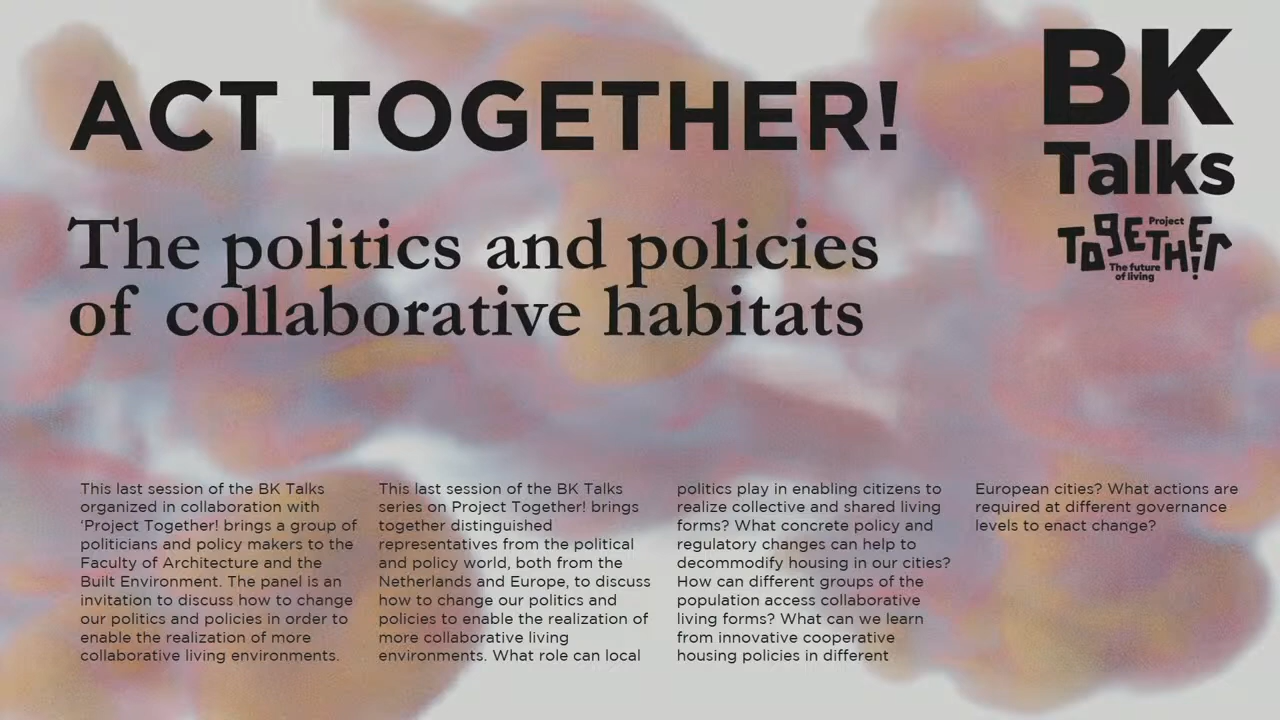 ACT TOGETHER!
The politics and policies
of collaborative habitats
BK
Talks
Project
TOGETHER!
The future
of living
This last session of the BK Talks
organized in collaboration with
‘Project Together! brings a group of
politicians and policy makers to the
Faculty of Architecture and the
Built Environment. The panel is an
invitation to discuss how to change
our politics and policies in order to
enable the realization of more
collaborative living environments.
This last session of the BK Talks
series on Project Together! brings
together distinguished
representatives from the political
and policy world, both from the
Netherlands and Europe, to discuss
how to change our politics and
policies to enable the realization of
more collaborative living
environments. What role can local
politics play in enabling citizens to
realize collective and shared living
forms? What concrete policy and
regulatory changes can help to
decommodify housing in our cities?
How can different groups of the
population access collaborative
living forms? What can we learn
from innovative cooperative
housing policies in different
European cities? What actions are
required at different governance
levels to enact change?